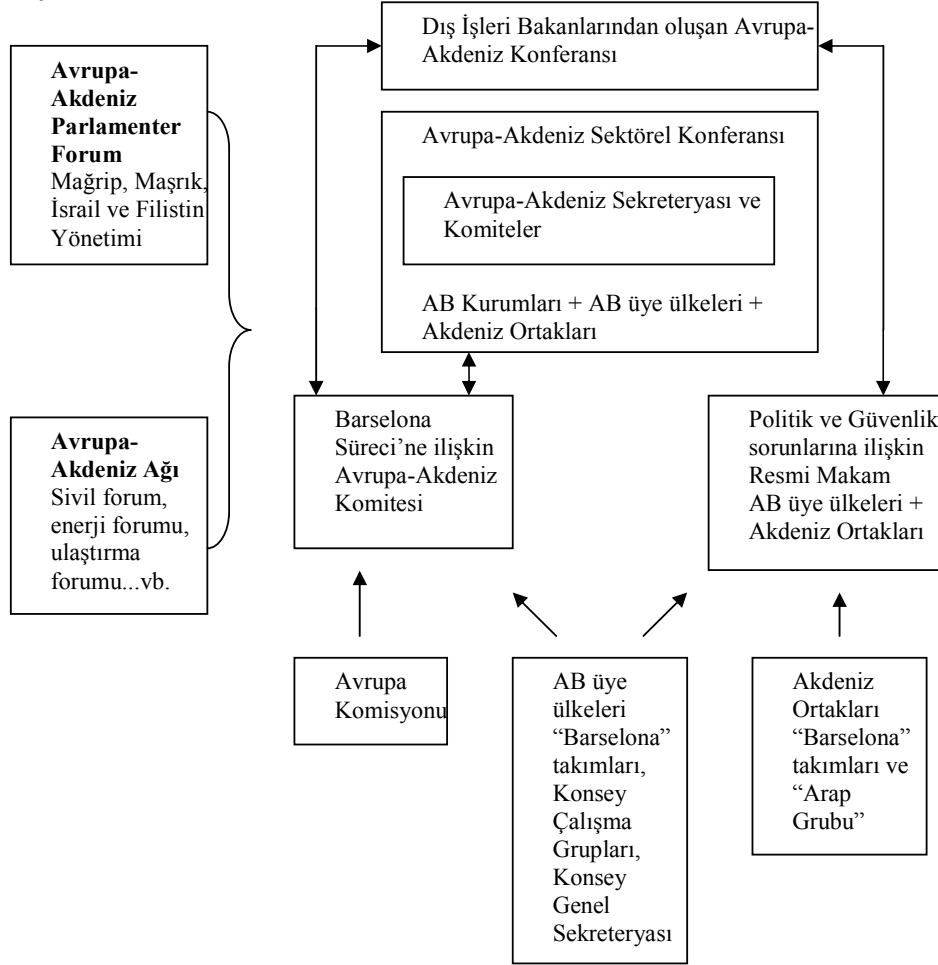 Dış İşleri Bakanlarından oluşan Avrupa-
Akdeniz Konferansı
Avrupa-
Akdeniz
Parlamenter
Forum
Mağrip, Maşrık,
İsrail ve Filistin
Yönetimi
Avrupa-Akdeniz Sektörel Konferansı
Avrupa-Akdeniz Sekreteryası ve
Komiteler
AB Kurumları + AB üye ülkeleri +
Akdeniz Ortakları
Avrupa-
Akdeniz Ağı
Sivil forum,
enerji forumu,
ulaştırma
forumu...vb.
Barselona
Süreci’ne ilişkin
Avrupa-Akdeniz
Komitesi
Politik ve Güvenlik
sorunlarına ilişkin
Resmi Makam
AB üye ülkeleri +
Akdeniz Ortakları
Avrupa
Komisyonu
AB üye
ülkeleri
“Barselona”
takımları,
Konsey
Çalışma
Grupları,
Konsey
Genel
Sekreteryası
Akdeniz
Ortakları
“Barselona”
takımları ve
“Arap
Grubu”